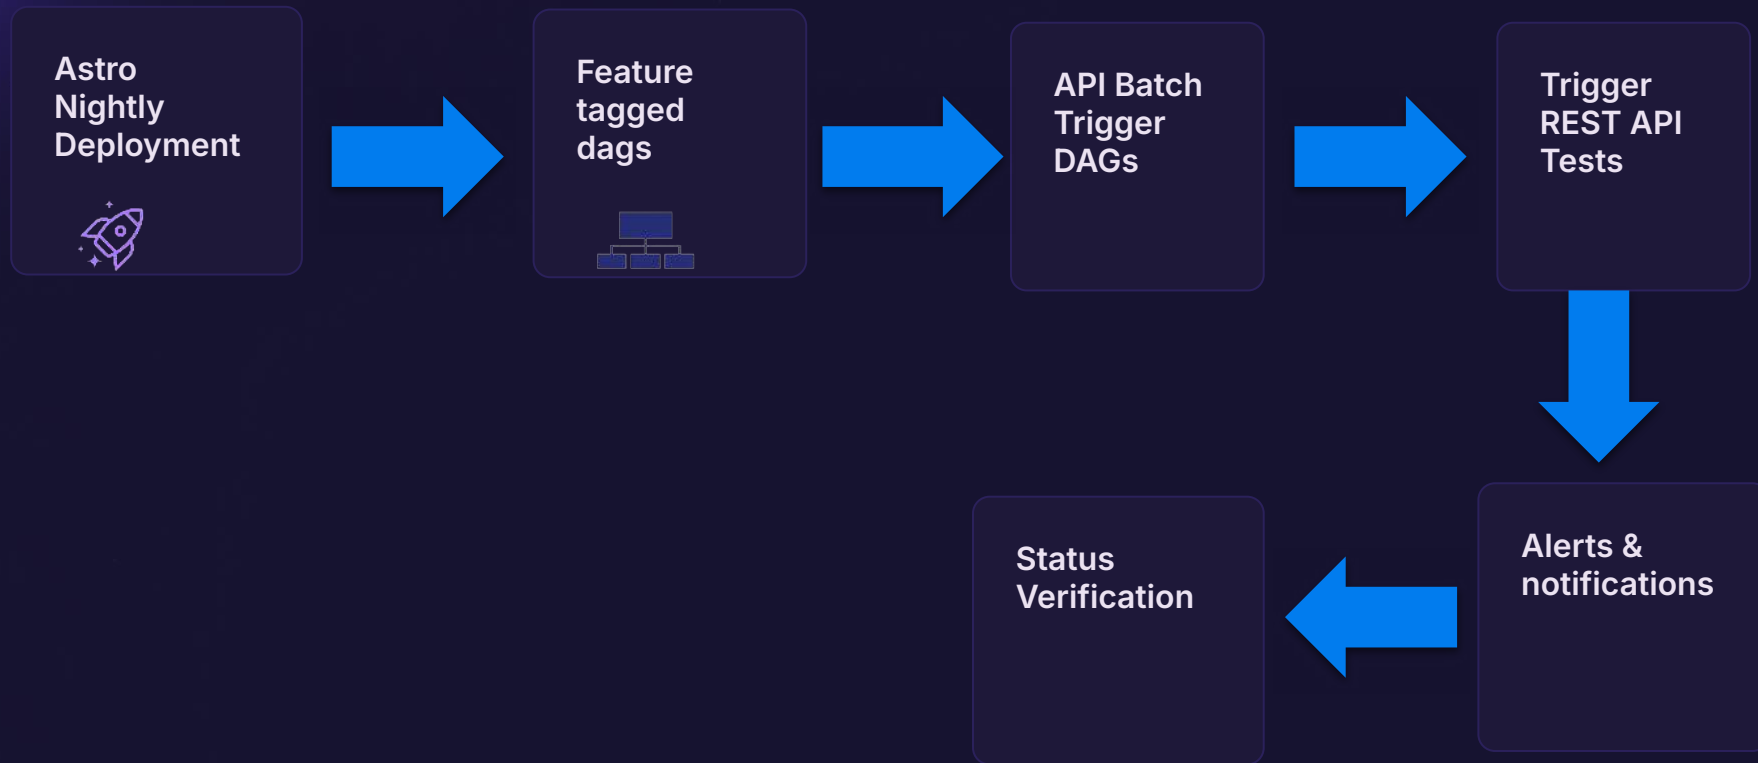 Astro
Nightly
Deployment
Feature
tagged
dags
API Batch
Trigger
DAGs
Trigger
REST API
Tests
Alerts &
notifications
Status
Verification